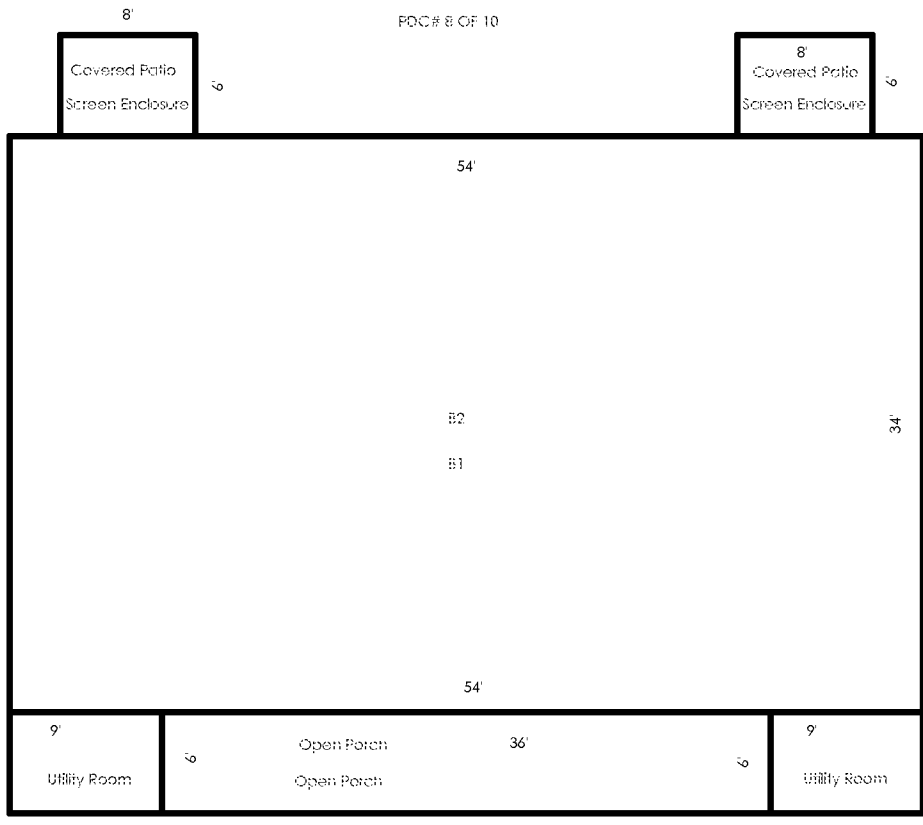 8'
PDC# 8 OF 10
Covered Patio
Screen Enclosure
6'
8'
Covered Patio
Screen Enclosure
6'
54'
B2
B1
34'
54'
9'
Utility Room
6'
Open Porch
36'
Open Porch
6'
9'
Utility Room